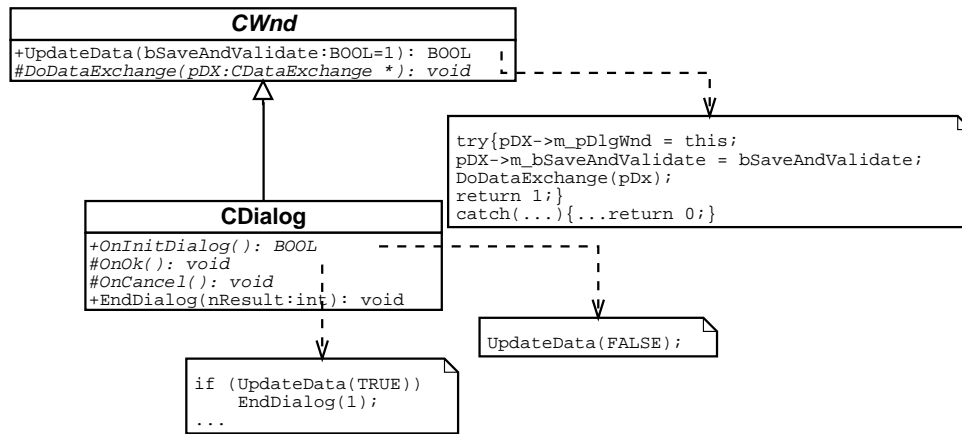 CWnd
+UpdateData(bSaveAndValidate:BOOL=1): BOOL
#DoDataExchange(pDX:CDataExchange *): void
try{pDX->m_pDlgWnd = this;
pDX->m_bSaveAndValidate = bSaveAndValidate;
DoDataExchange(pDx);
return 1;}
catch(...){...return 0;}
CDialog
+OnInitDialog(): BOOL
#OnOk(): void
#OnCancel(): void
+EndDialog(nResult:int): void
UpdateData(FALSE);
if (UpdateData(TRUE))
    EndDialog(1);
...